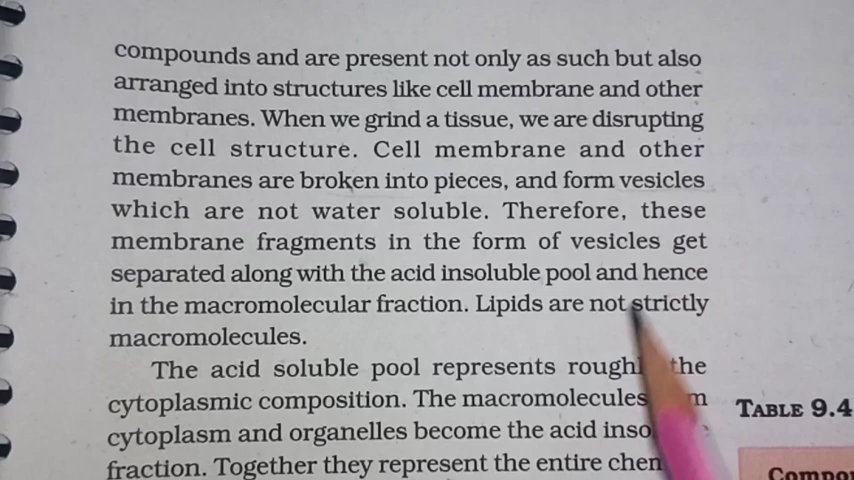 compounds and are present not only as such but also
arranged into structures like cell membrane and other
membranes. When we grind a tissue, we are disrupting
the cell structure. Cell membrane and other
membranes are broken into pieces, and form vesicles
which are not water soluble. Therefore, these
membrane fragments in the form of vesicles get
separated along with the acid insoluble pool and hence
in the macromolecular fraction. Lipids are not strictly
macromolecules.
The acid soluble pool represents the
cytoplasmic composition. The macromolecules
cytoplasm and organelles become the acid
fraction. Together they represent the entire
TABLE 9.4